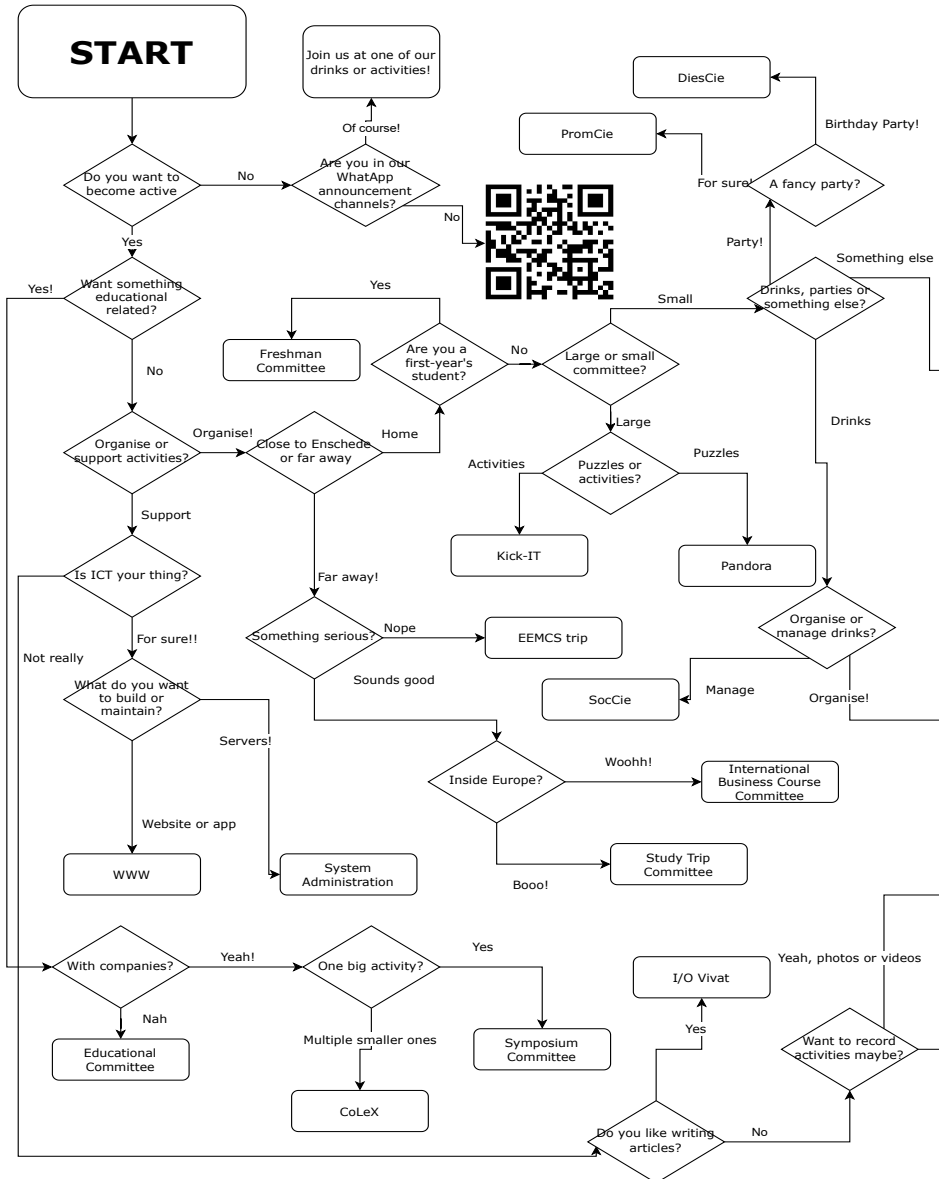 START
Join us at one of our
drinks or activities!
DiesCie
PromCie
Birthday Party!
Of course!
Do you want to
become active
No
Are you in our
WhatApp
announcement
channels?
For sure!
A fancy party?
No
Yes
Party!
Something else
Yes!
Want something
educational
related?
Drinks, parties or
something else?
Yes
Small
Freshman
Committee
Are you a
first-year's
student?
No
Large or small
committee?
No
Large
Drinks
Organise or
support activities?
Organise!
Close to Enschede
or far away
Home
Activities
Puzzles or
activities?
Puzzles
Support
Kick-IT
Pandora
Is ICT your thing?
Far away!
Organise or
manage drinks?
For sure!!
Something serious?
Nope
EEMCS trip
Not really
What do you want
to build or
maintain?
Sounds good
SocCie
Manage
Organise!
Servers!
Inside Europe?
Woohh!
International
Business Course
Committee
Website or app
WWW
System
Administration
Booo!
Study Trip
Committee
With companies?
Yeah!
One big activity?
Yes
I/O Vivat
Yeah, photos or videos
Nah
Multiple smaller ones
Yes
Educational
Committee
Symposium
Committee
Want to record
activities maybe?
CoLeX
Do you like writing
articles?
No